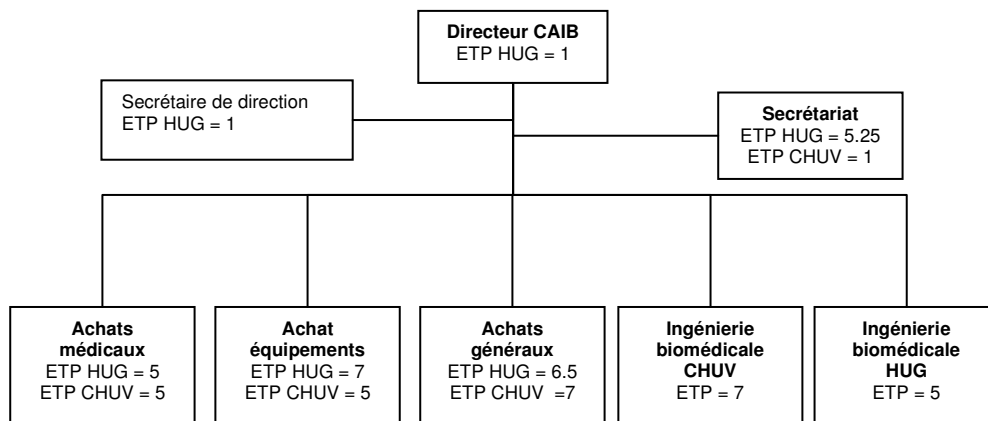 Directeur CAIB
ETP HUG = 1
Secrétaire de direction
ETP HUG = 1
Secrétariat
ETP HUG = 5.25
ETP CHUV = 1
Achats
médicaux
ETP HUG = 5
ETP CHUV = 5
Achat
équipements
ETP HUG = 7
ETP CHUV = 5
Achats
généraux
ETP HUG = 6.5
ETP CHUV =7
Ingénierie
biomédicale
CHUV
ETP = 7
Ingénierie
biomédicale
HUG
ETP = 5